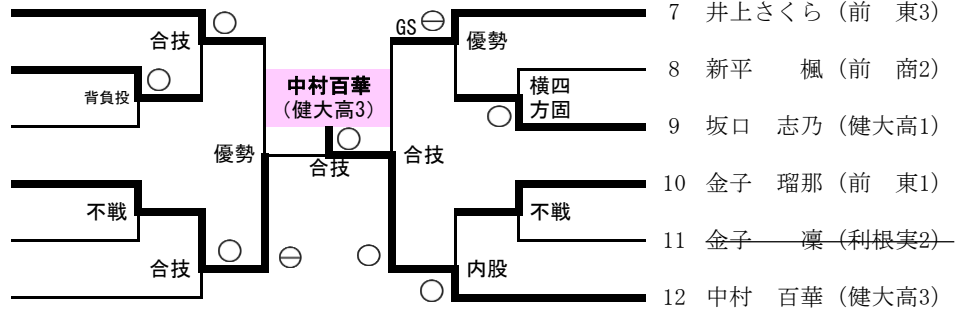 7 井上さくら（前 東3）
GS
合技
優勢
8 新平 楓（前 商2）
中村百華
（健大高3）
横四
方固
背負投
9 坂口 志乃（健大高1）
優勢
合技
合技
10 金子 瑠那（前 東1）
不戦
不戦
11 金子 凜（利根実2）
合技
内股
12 中村 百華（健大高3）